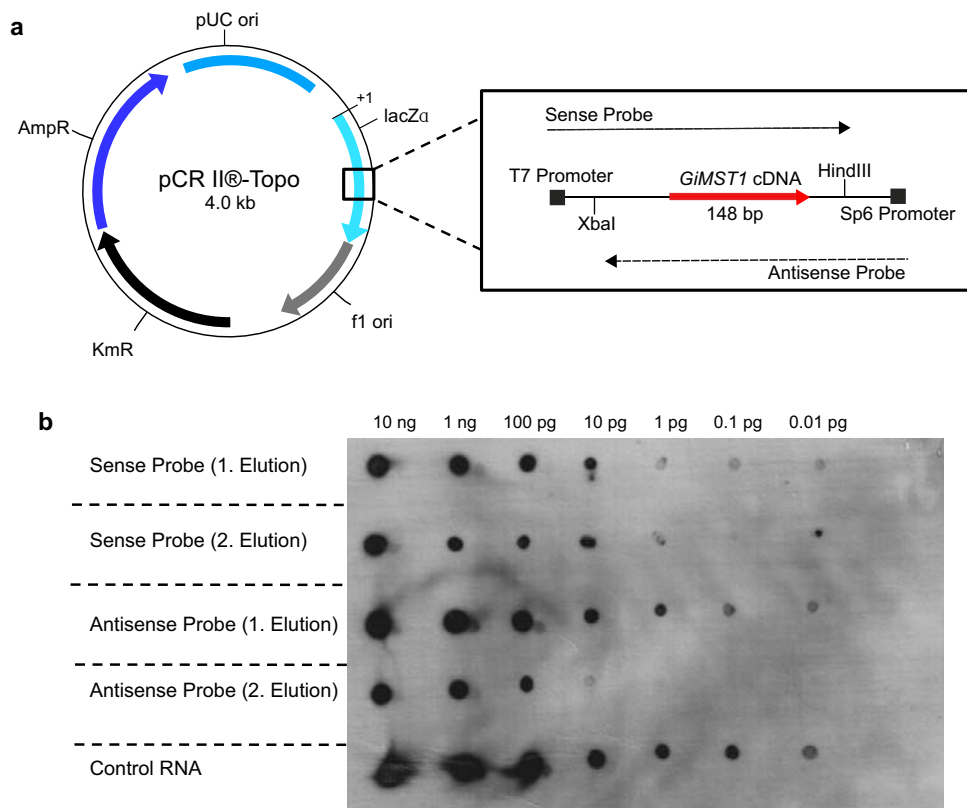 a
pUC ori
+1
lacZα
AmpR
pCR II®-Topo
4.0 kb
KmR
f1 ori
Sense Probe
T7 Promoter
GiMST1 cDNA
HindIII
148 bp
XbaI
Sp6 Promoter
Antisense Probe
b
10 ng 1 ng 100 pg 10 pg 1 pg 0.1 pg 0.01 pg
Sense Probe (1. Elution)
Sense Probe (2. Elution)
Antisense Probe (1. Elution)
Antisense Probe (2. Elution)
Control RNA